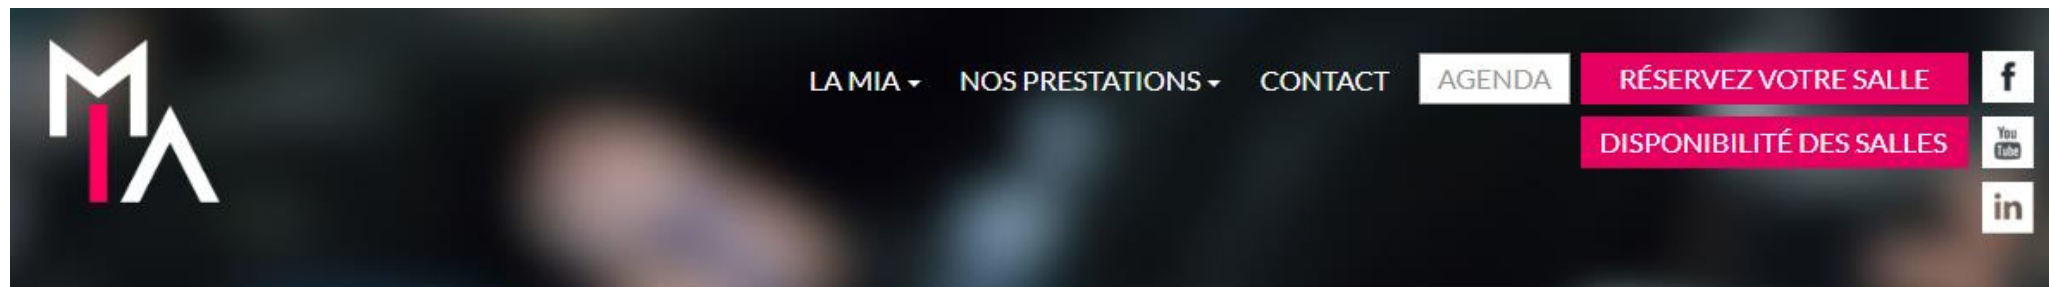 MIA
LA MIA
NOS PRESTATIONS
CONTACT
AGENDA
RÉSERVEZ VOTRE SALLE
DISPONIBILITÉ DES SALLES
f
You Tube
in